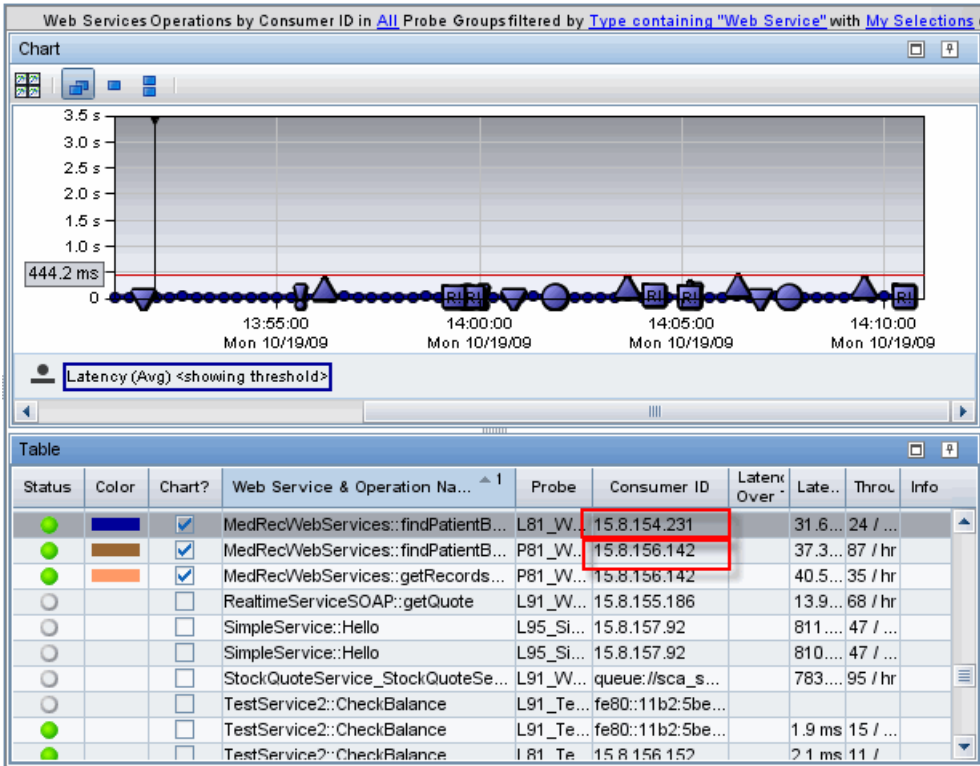 Web Services Operations by Consumer ID in All Probe Groups filtered by Type containing "Web Service" with My Selections
Chart
3.5 s
3.0 s
2.5 s
2.0 s
1.5 s
1.0 s
444.2 ms
0
R! R! R! R! R!
13:55:00 14:00:00 14:05:00 14:10:00
Mon 10/19/09 Mon 10/19/09 Mon 10/19/09 Mon 10/19/09
Latency (Avg) <showing threshold>
Table
Status Color Chart? Web Service & Operation Na... 1 Probe Consumer ID Latenc Over Late.. Throu Info
MedRecWebServices::findPatientB... L81_W... 15.8.154.231 31.6... 24 / ...
MedRecWebServices::findPatientB... P81_W... 15.8.156.142 37.3... 87 / hr
MedRecWebServices::getRecords... P81_W... 15.8.156.142 40.5... 35 / hr
RealtimeServiceSOAP::getQuote L91_W... 15.8.155.186 13.9... 68 / hr
SimpleService::Hello L95_Si... 15.8.157.92 811.... 47 / ...
SimpleService::Hello L95_Si... 15.8.157.92 810.... 47 / ...
StockQuoteService_StockQuoteSe... L91_W... queue://sca_s... 783.... 95 / hr
TestService2::CheckBalance L91_Te... fe80::11b2:5be...
TestService2::CheckBalance L91_Te... fe80::11b2:5be... 1.9 ms 15 / ...
TestService2::CheckBalance L81_Te 15.8.156.152 2.1 ms 11 /